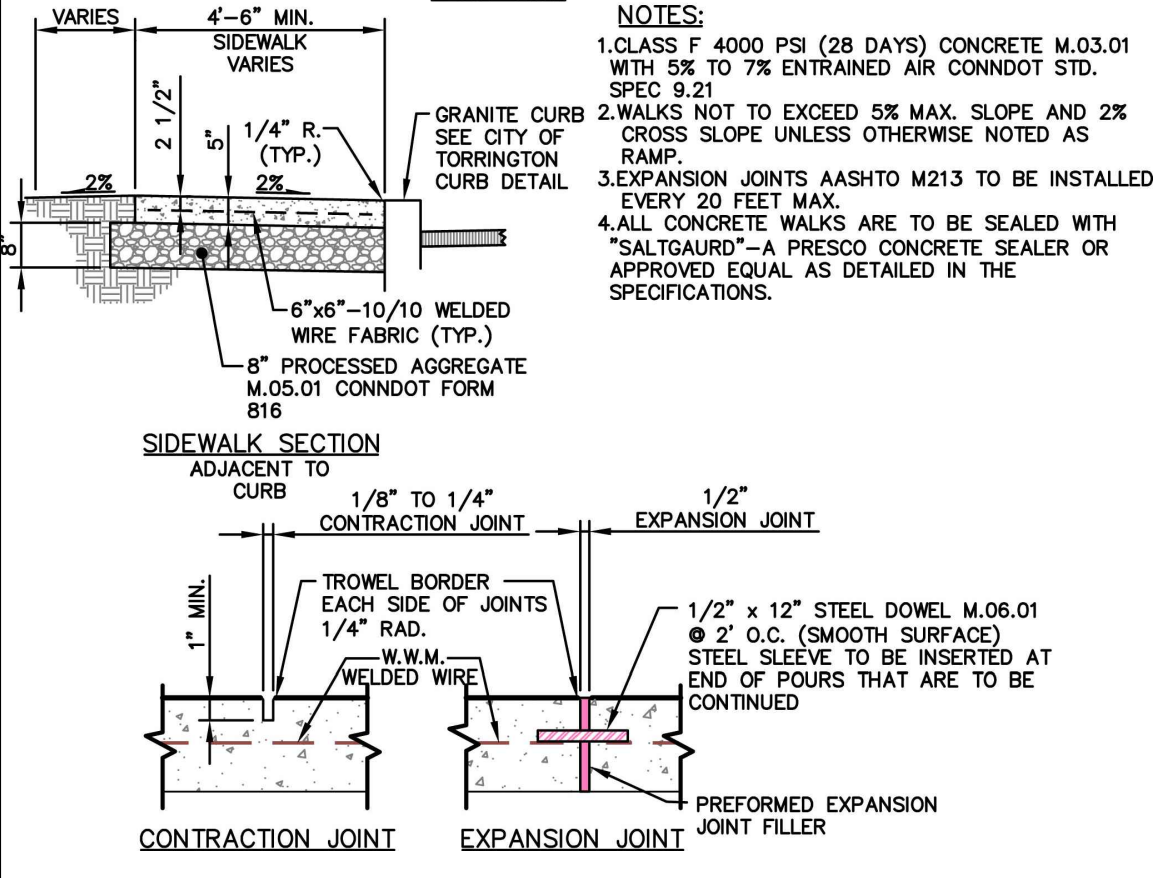 VARIES
4'-6" MIN.
SIDEWALK
VARIES
2 1/2"
5"
1/4" R.
(TYP.)
2%
2%
8"
GRANITE CURB
SEE CITY OF
TORRINGTON
CURB DETAIL
6"x6"-10/10 WELDED
WIRE FABRIC (TYP.)
8" PROCESSED AGGREGATE
M.05.01 CONNDOT FORM
816
SIDEWALK SECTION
ADJACENT TO
CURB
NOTES:
1.CLASS F 4000 PSI (28 DAYS) CONCRETE M.03.01
WITH 5% TO 7% ENTRAINED AIR CONNDOT STD.
SPEC 9.21
2.WALKS NOT TO EXCEED 5% MAX. SLOPE AND 2%
CROSS SLOPE UNLESS OTHERWISE NOTED AS
RAMP.
3.EXPANSION JOINTS AASHTO M213 TO BE INSTALLED
EVERY 20 FEET MAX.
4.ALL CONCRETE WALKS ARE TO BE SEALED WITH
"SALTGAURD"-A PRESCO CONCRETE SEALER OR
APPROVED EQUAL AS DETAILED IN THE
SPECIFICATIONS.
1/8" TO 1/4"
CONTRACTION JOINT
1/2"
EXPANSION JOINT
1" MIN.
TROWEL BORDER
EACH SIDE OF JOINTS
1/4" RAD.
W.W.M.
WELDED WIRE
1/2" x 12" STEEL DOWEL M.06.01
@ 2' O.C. (SMOOTH SURFACE)
STEEL SLEEVE TO BE INSERTED AT
END OF POURS THAT ARE TO BE
CONTINUED
PREFORMED EXPANSION
JOINT FILLER
CONTRACTION JOINT
EXPANSION JOINT